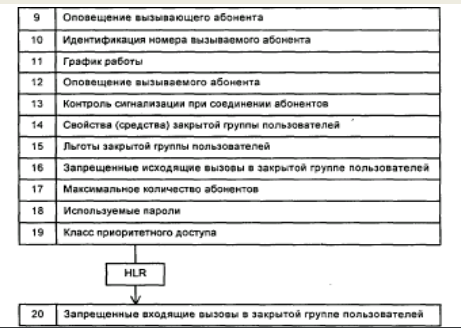 9 Оповещение вызывающего абонента
10 Идентификация номера вызываемого абонента
11 График работы
12 Оповещение вызываемого абонента
13 Контроль сигнализации при соединении абонентов
14 Свойства (средства) закрытой группы пользователей
15 Льготы закрытой группы пользователей
16 Запрещенные исходящие вызовы в закрытой группе пользователей
17 Максимальное количество абонентов
18 Используемые пароли
19 Класс приоритетного доступа
HLR
20 Запрещенные входящие вызовы в закрытой группе пользователей